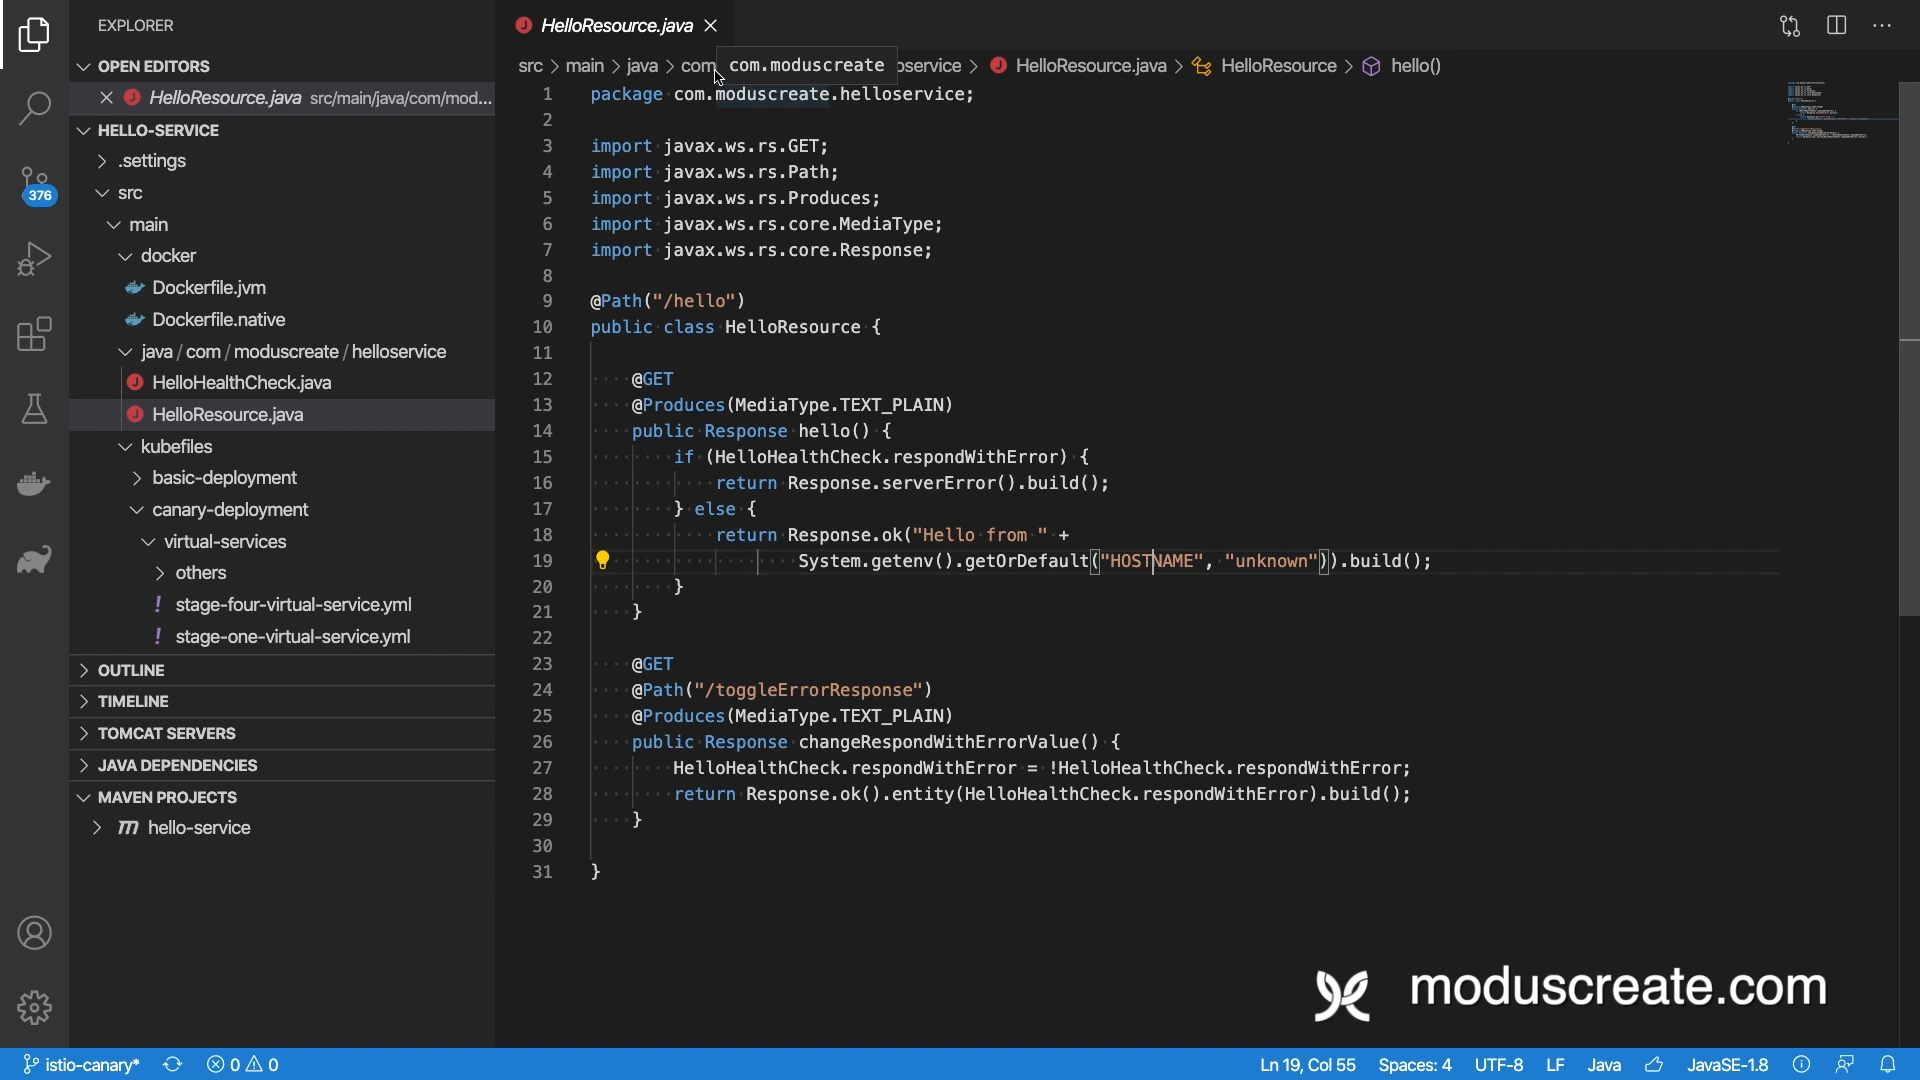 EXPLORER
OPEN EDITORS
HelloResource.java src/main/java/com/mod...
HELLO-SERVICE
.settings
src
main
docker
Dockerfile.jvm
Dockerfile.native
java / com / moduscreate / helloservice
HelloHealthCheck.java
HelloResource.java
kubefiles
basic-deployment
canary-deployment
virtual-services
others
! stage-four-virtual-service.yml
! stage-one-virtual-service.yml
OUTLINE
TIMELINE
TOMCAT SERVERS
JAVA DEPENDENCIES
MAVEN PROJECTS
hello-service
376
HelloResource.java
src > main > java > com com.moduscreate oservice > HelloResource.java > HelloResource > hello()
1 package com.moduscreate.helloservice;
2
3 import javax.ws.rs.GET;
4 import javax.ws.rs.Path;
5 import javax.ws.rs.Produces;
6 import javax.ws.rs.core.MediaType;
7 import javax.ws.rs.core.Response;
8
9 @Path("/hello")
10 public class HelloResource {
11
12 @GET
13 @Produces(MediaType.TEXT_PLAIN)
14 public Response hello() {
15 if (HelloHealthCheck.respondWithError) {
16 return Response.serverError().build();
17 } else {
18 return Response.ok("Hello from " +
19 System.getenv().getOrDefault("HOSTNAME", "unknown")).build();
20 }
21 }
22
23 @GET
24 @Path("/toggleErrorResponse")
25 @Produces(MediaType.TEXT_PLAIN)
26 public Response changeRespondWithErrorValue() {
27 HelloHealthCheck.respondWithError = !HelloHealthCheck.respondWithError;
28 return Response.ok().entity(HelloHealthCheck.respondWithError).build();
29 }
30
31 }
moduscreate.com
istio-canary* 0 0 Ln 19, Col 55 Spaces: 4 UTF-8 LF Java JavaSE-1.8